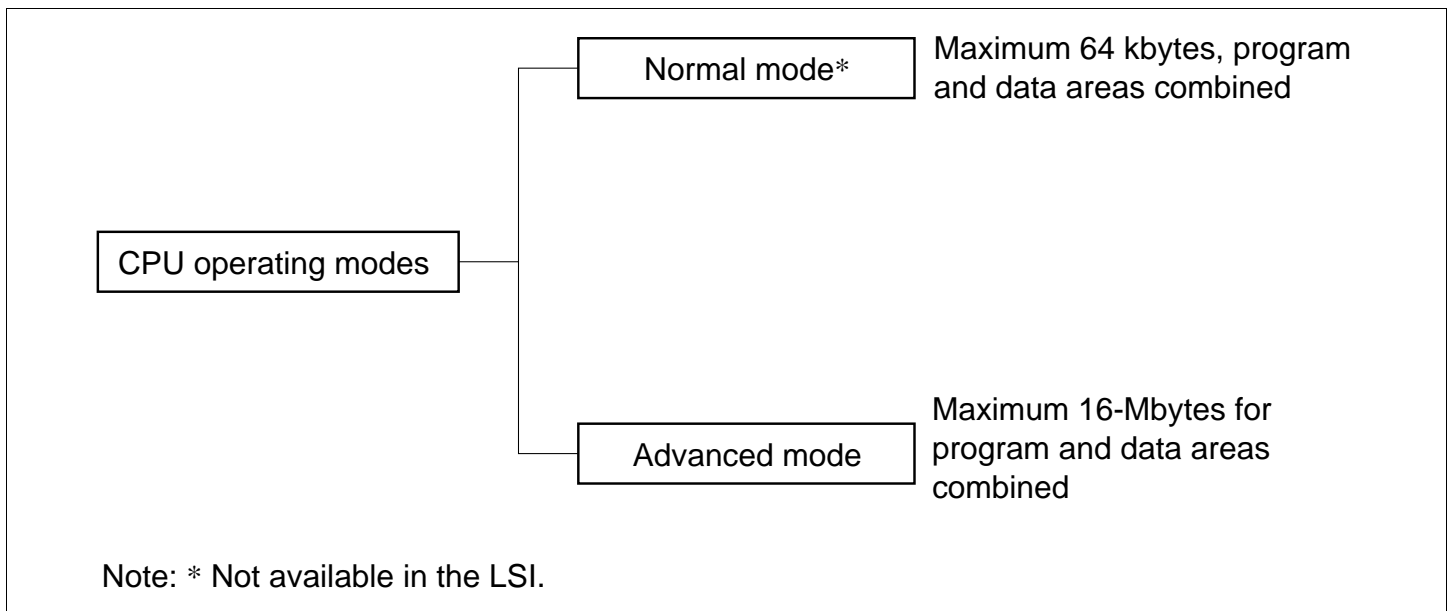 Normal mode*
Maximum 64 kbytes, program
and data areas combined
CPU operating modes
Advanced mode
Maximum 16-Mbytes for
program and data areas
combined
Note: * Not available in the LSI.